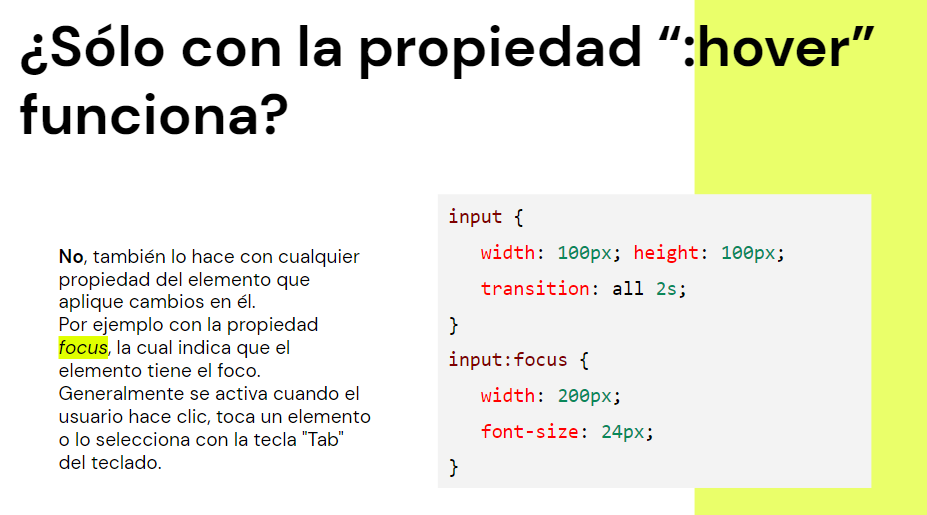 ¿Sólo con la propiedad “:hover”
funciona?
No, también lo hace con cualquier
propiedad del elemento que
aplique cambios en él.
Por ejemplo con la propiedad
focus, la cual indica que el
elemento tiene el foco.
Generalmente se activa cuando el
usuario hace clic, toca un elemento
o lo selecciona con la tecla "Tab"
del teclado.
input {
width: 100px; height: 100px;
transition: all 2s;
}
input:focus {
width: 200px;
font-size: 24px;
}